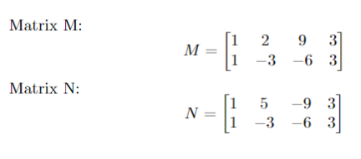 Matrix M:
M = [1 2 9 3
1 -3 -6 3]
Matrix N:
N = [1 5 -9 3
1 -3 -6 3]